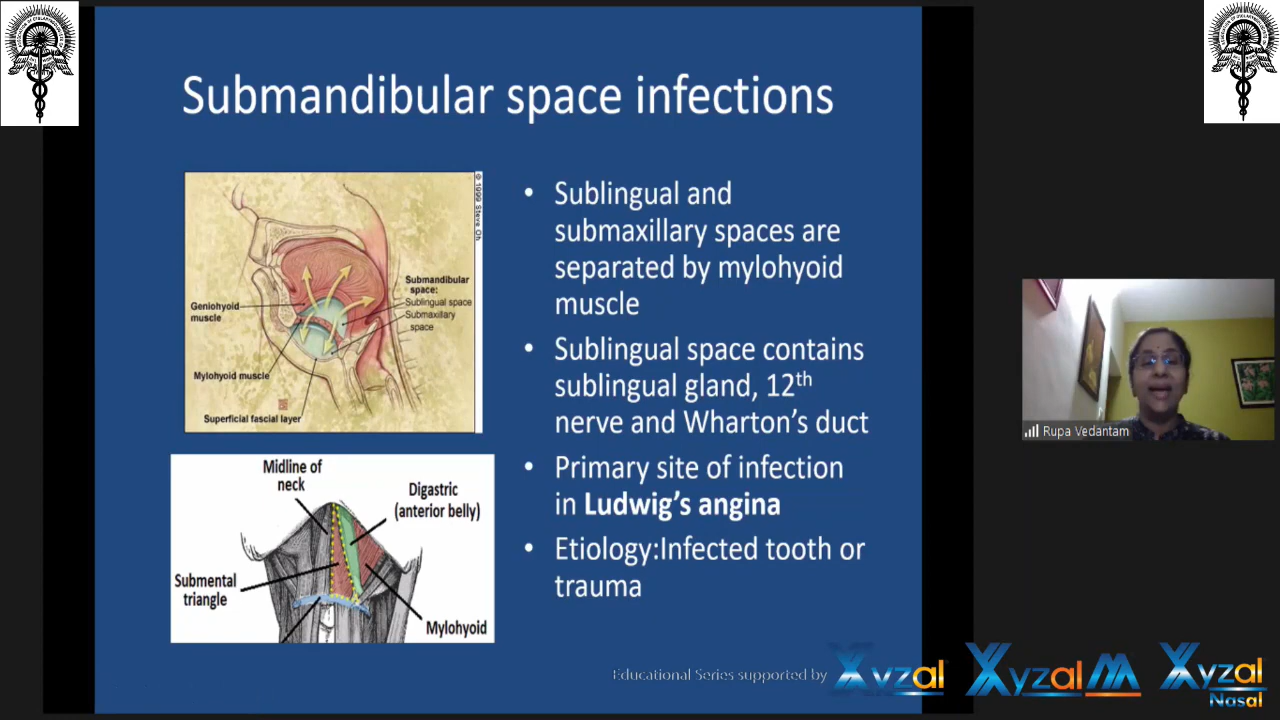 Submandibular space infections
© 1999 Steve Oh
Submandibular
space:
Sublingual space
Submaxillary
space
Geniohyoid
muscle
Mylohyoid muscle
Superficial fascial layer
Midline of
neck
Digastric
(anterior belly)
Submental
triangle
Mylohyoid
• Sublingual and
submaxillary spaces are
separated by mylohyoid
muscle
• Sublingual space contains
sublingual gland, 12th
nerve and Wharton's duct
• Primary site of infection
in Ludwig's angina
• Etiology:Infected tooth or
trauma
Rupa Vedantam
Educational Series supported by
Xyzal
Xyzal M
Xyzal
Nasal